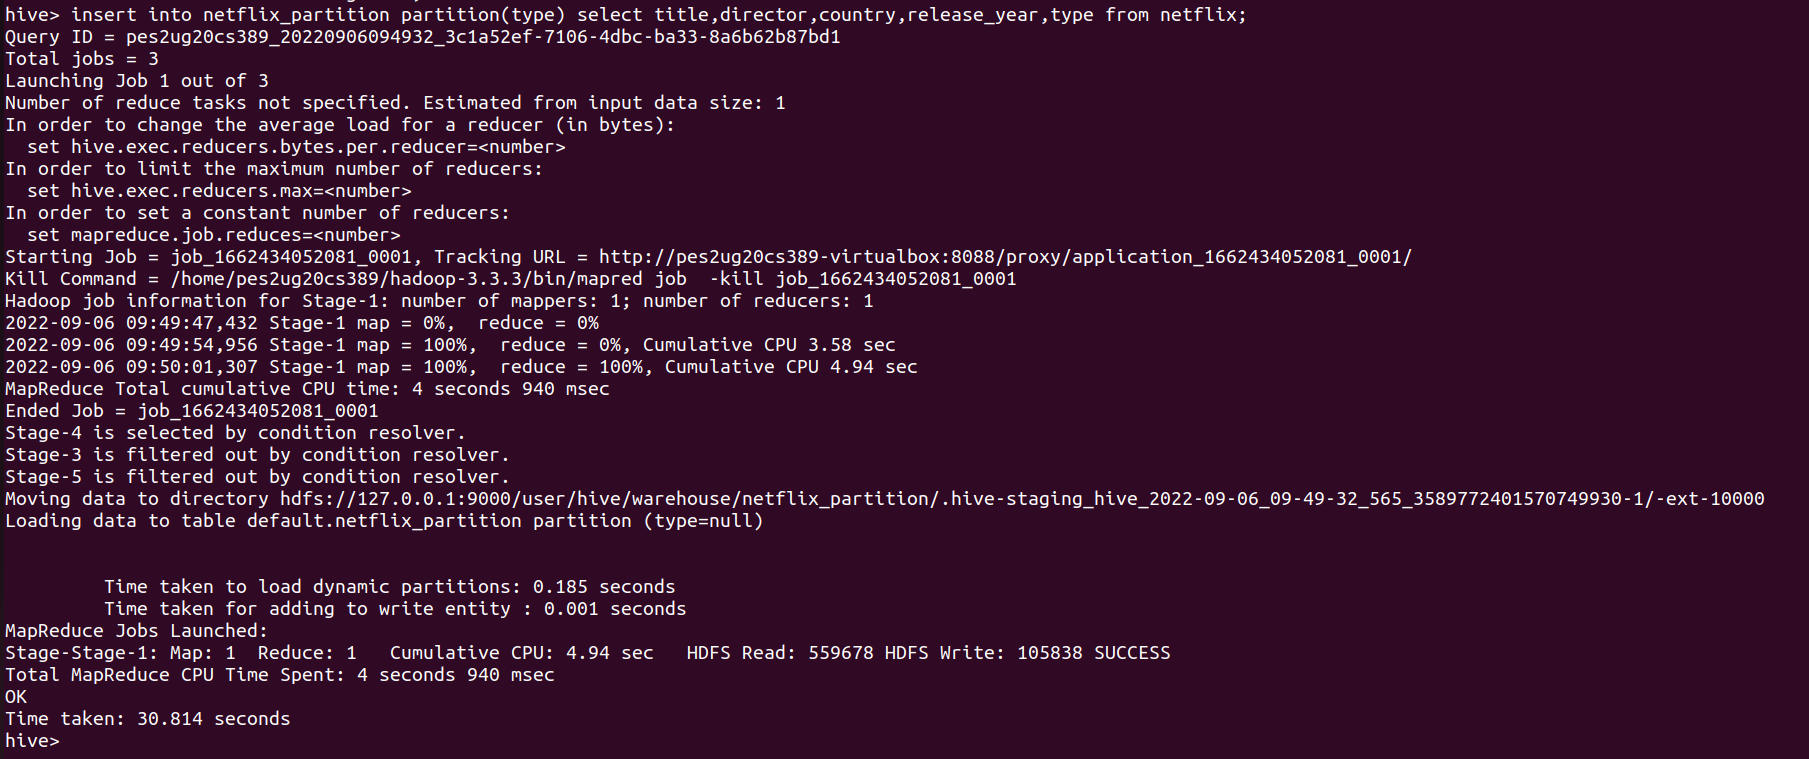 hive> insert into netflix_partition partition(type) select title,director,country,release_year,type from netflix;
Query ID = pes2ug20cs389_20220906094932_3c1a52ef-7106-4dbc-ba33-8a6b62b87bd1
Total jobs = 3
Launching Job 1 out of 3
Number of reduce tasks not specified. Estimated from input data size: 1
In order to change the average load for a reducer (in bytes):
  set hive.exec.reducers.bytes.per.reducer=<number>
In order to limit the maximum number of reducers:
  set hive.exec.reducers.max=<number>
In order to set a constant number of reducers:
  set mapreduce.job.reduces=<number>
Starting Job = job_1662434052081_0001, Tracking URL = http://pes2ug20cs389-virtualbox:8088/proxy/application_1662434052081_0001/
Kill Command = /home/pes2ug20cs389/hadoop-3.3.3/bin/mapred job  -kill job_1662434052081_0001
Hadoop job information for Stage-1: number of mappers: 1; number of reducers: 1
2022-09-06 09:49:47,432 Stage-1 map = 0%,  reduce = 0%
2022-09-06 09:49:54,956 Stage-1 map = 100%,  reduce = 0%, Cumulative CPU 3.58 sec
2022-09-06 09:50:01,307 Stage-1 map = 100%,  reduce = 100%, Cumulative CPU 4.94 sec
MapReduce Total cumulative CPU time: 4 seconds 940 msec
Ended Job = job_1662434052081_0001
Stage-4 is selected by condition resolver.
Stage-3 is filtered out by condition resolver.
Stage-5 is filtered out by condition resolver.
Moving data to directory hdfs://127.0.0.1:9000/user/hive/warehouse/netflix_partition/.hive-staging_hive_2022-09-06_09-49-32_565_3589772401570749930-1/-ext-10000
Loading data to table default.netflix_partition partition (type=null)
         Time taken to load dynamic partitions: 0.185 seconds
         Time taken for adding to write entity : 0.001 seconds
MapReduce Jobs Launched:
Stage-Stage-1: Map: 1  Reduce: 1   Cumulative CPU: 4.94 sec   HDFS Read: 559678 HDFS Write: 105838 SUCCESS
Total MapReduce CPU Time Spent: 4 seconds 940 msec
OK
Time taken: 30.814 seconds
hive>